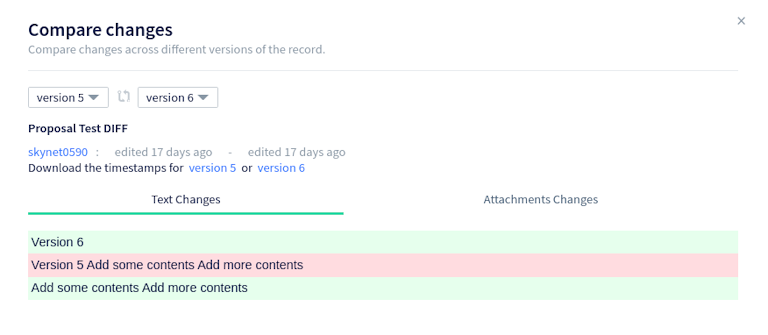 Compare changes
Compare changes across different versions of the record.
version 5 version 6
Proposal Test DIFF
skynet0590 : edited 17 days ago - edited 17 days ago
Download the timestamps for version 5 or version 6
Text Changes Attachments Changes
Version 6
Version 5 Add some contents Add more contents
Add some contents Add more contents